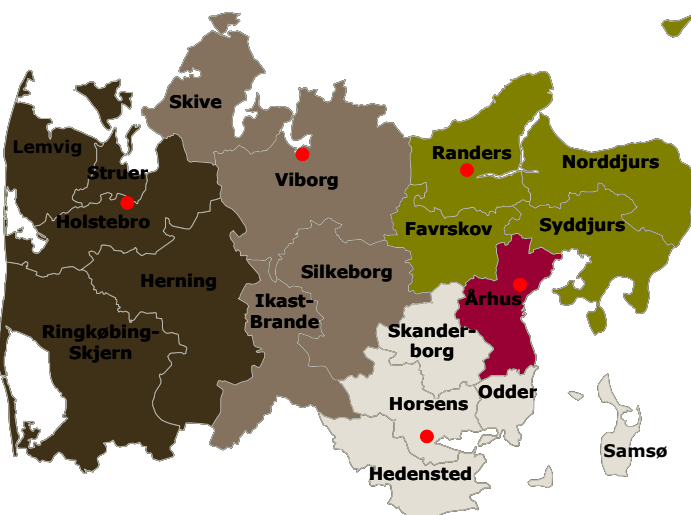 Skive
Lemvig
Struer
Viborg
Randers
Norddjurs
Holstebro
Favrskov
Syddjurs
Herning
Silkeborg
Ikast-
Brande
Århus
Ringkøbing-
Skjern
Skander-
borg
Horsens
Odder
Hedensted
Samsø